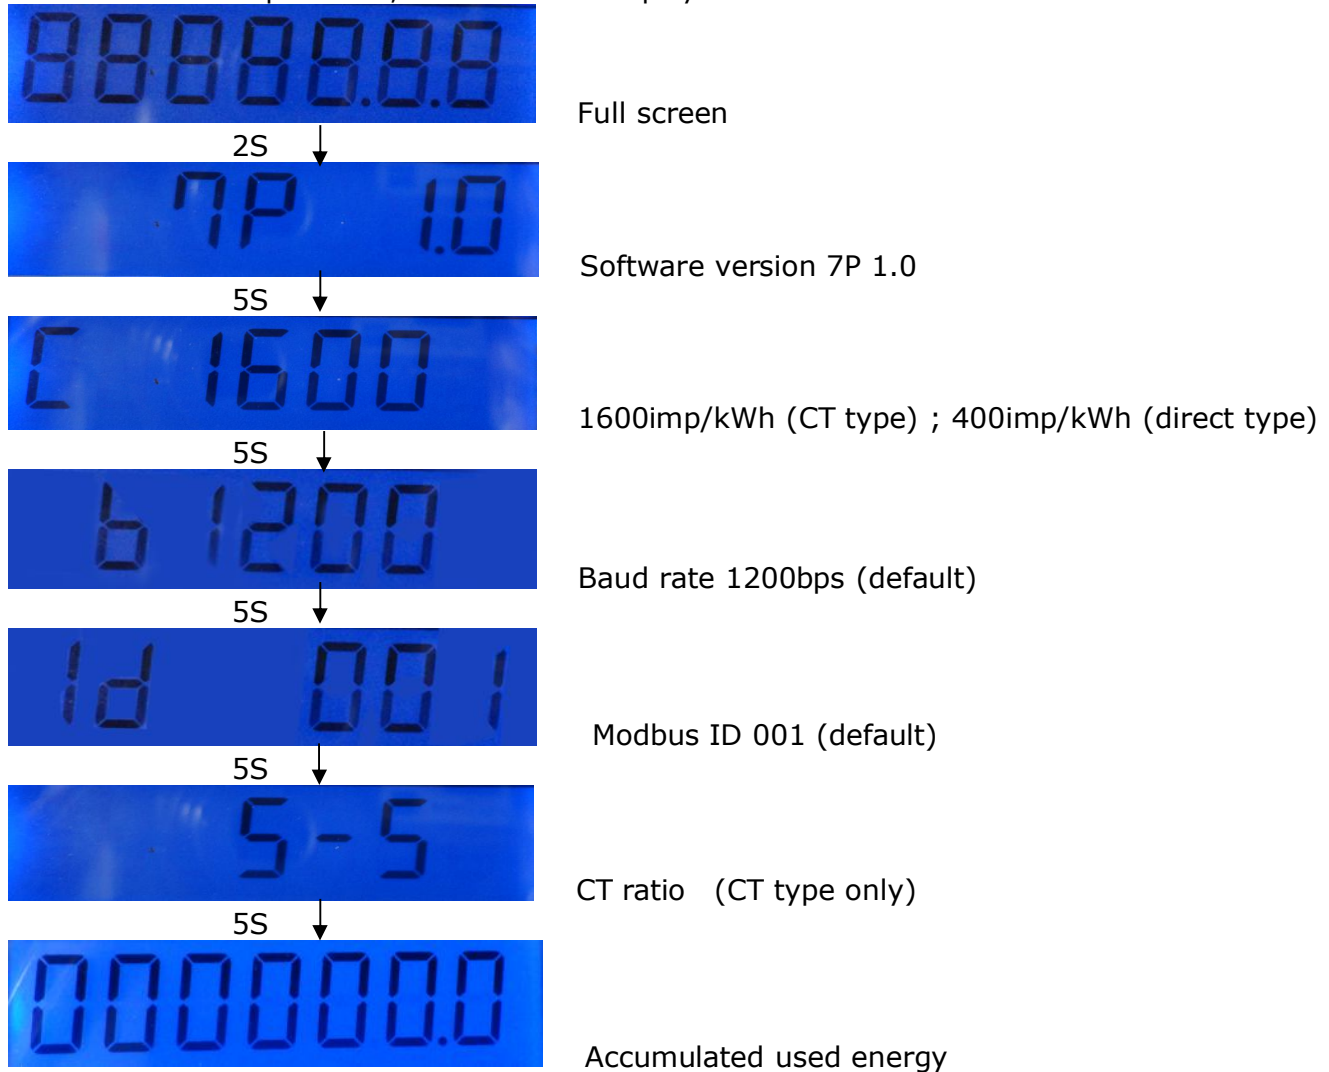 88888.8.8
Full screen
2S
7P 1.0
Software version 7P 1.0
5S
C 1600
1600imp/kWh (CT type) ; 400imp/kWh (direct type)
5S
b 1200
Baud rate 1200bps (default)
5S
Id 001
Modbus ID 001 (default)
5S
5-5
CT ratio (CT type only)
5S
000000.0
Accumulated used energy